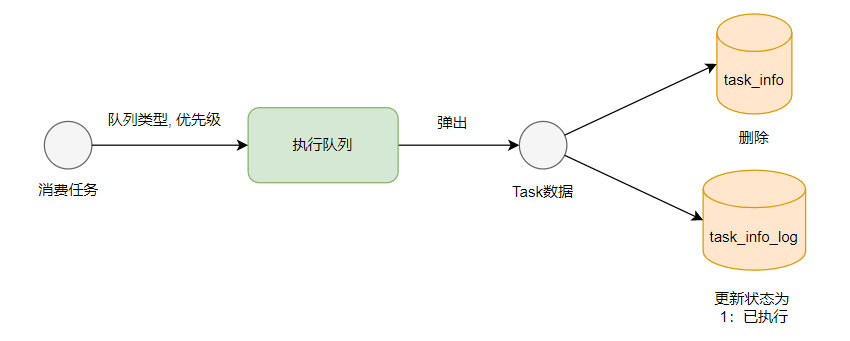 队列类型, 优先级
消费任务
执行队列
弹出
Task数据
task_info
删除
task_info_log
更新状态为
1：已执行